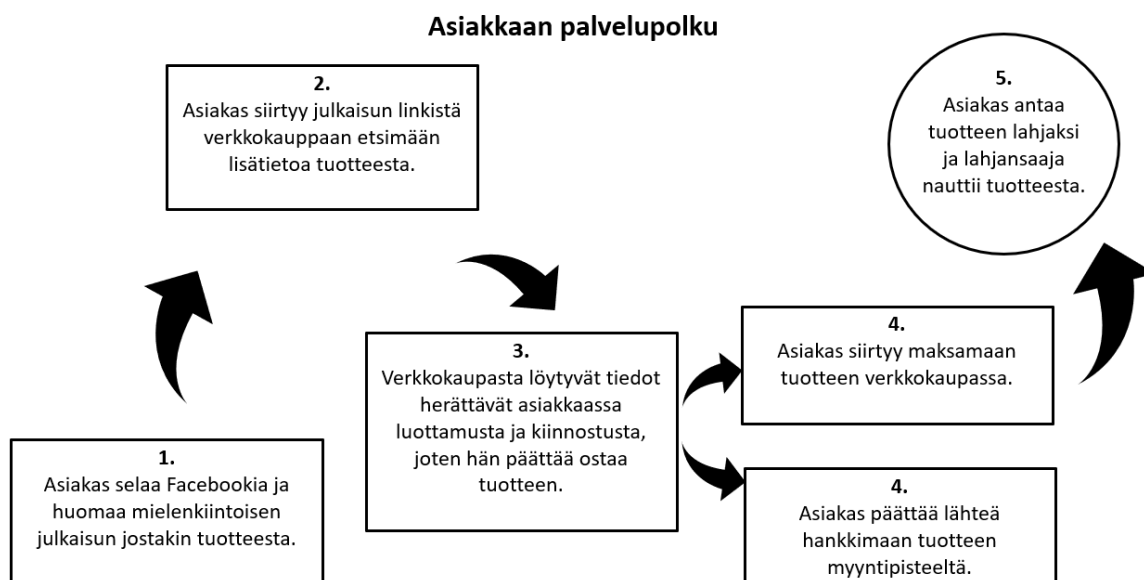 Asiakkaan palvelupolku
1.
Asiakas selaa Facebookia ja
huomaa mielenkiintoisen
julkaisun jostakin tuotteesta.
2.
Asiakas siirtyy julkaisun linkistä
verkkokauppaan etsimään
lisätietoa tuotteesta.
3.
Verkkokaupasta löytyvät tiedot
herättävät asiakkaassa
luottamusta ja kiinnostusta,
joten hän päättää ostaa
tuotteen.
4.
Asiakas siirtyy maksamaan
tuotteen verkkokaupassa.
4.
Asiakas päättää lähteä
hankkimaan tuotteen
myyntipisteeltä.
5.
Asiakas antaa
tuotteen lahjaksi
ja lahjansaaja
nauttii tuotteesta.